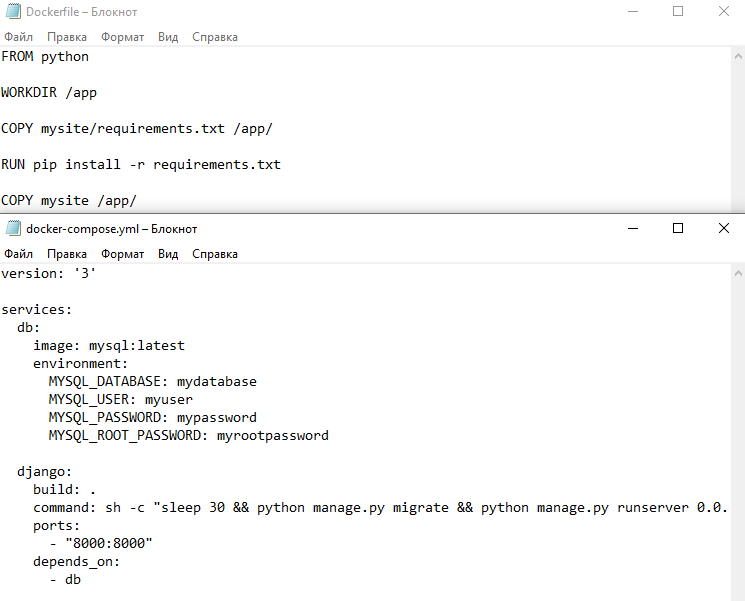 Dockerfile – Блокнот
Файл Правка Формат Вид Справка
FROM python
WORKDIR /app
COPY mysite/requirements.txt /app/
RUN pip install -r requirements.txt
COPY mysite /app/
docker-compose.yml – Блокнот
Файл Правка Формат Вид Справка
version: '3'
services:
  db:
    image: mysql:latest
    environment:
      MYSQL_DATABASE: mydatabase
      MYSQL_USER: myuser
      MYSQL_PASSWORD: mypassword
      MYSQL_ROOT_PASSWORD: myrootpassword
  django:
    build: .
    command: sh -c "sleep 30 && python manage.py migrate && python manage.py runserver 0.0.
    ports:
      - "8000:8000"
    depends_on:
      - db